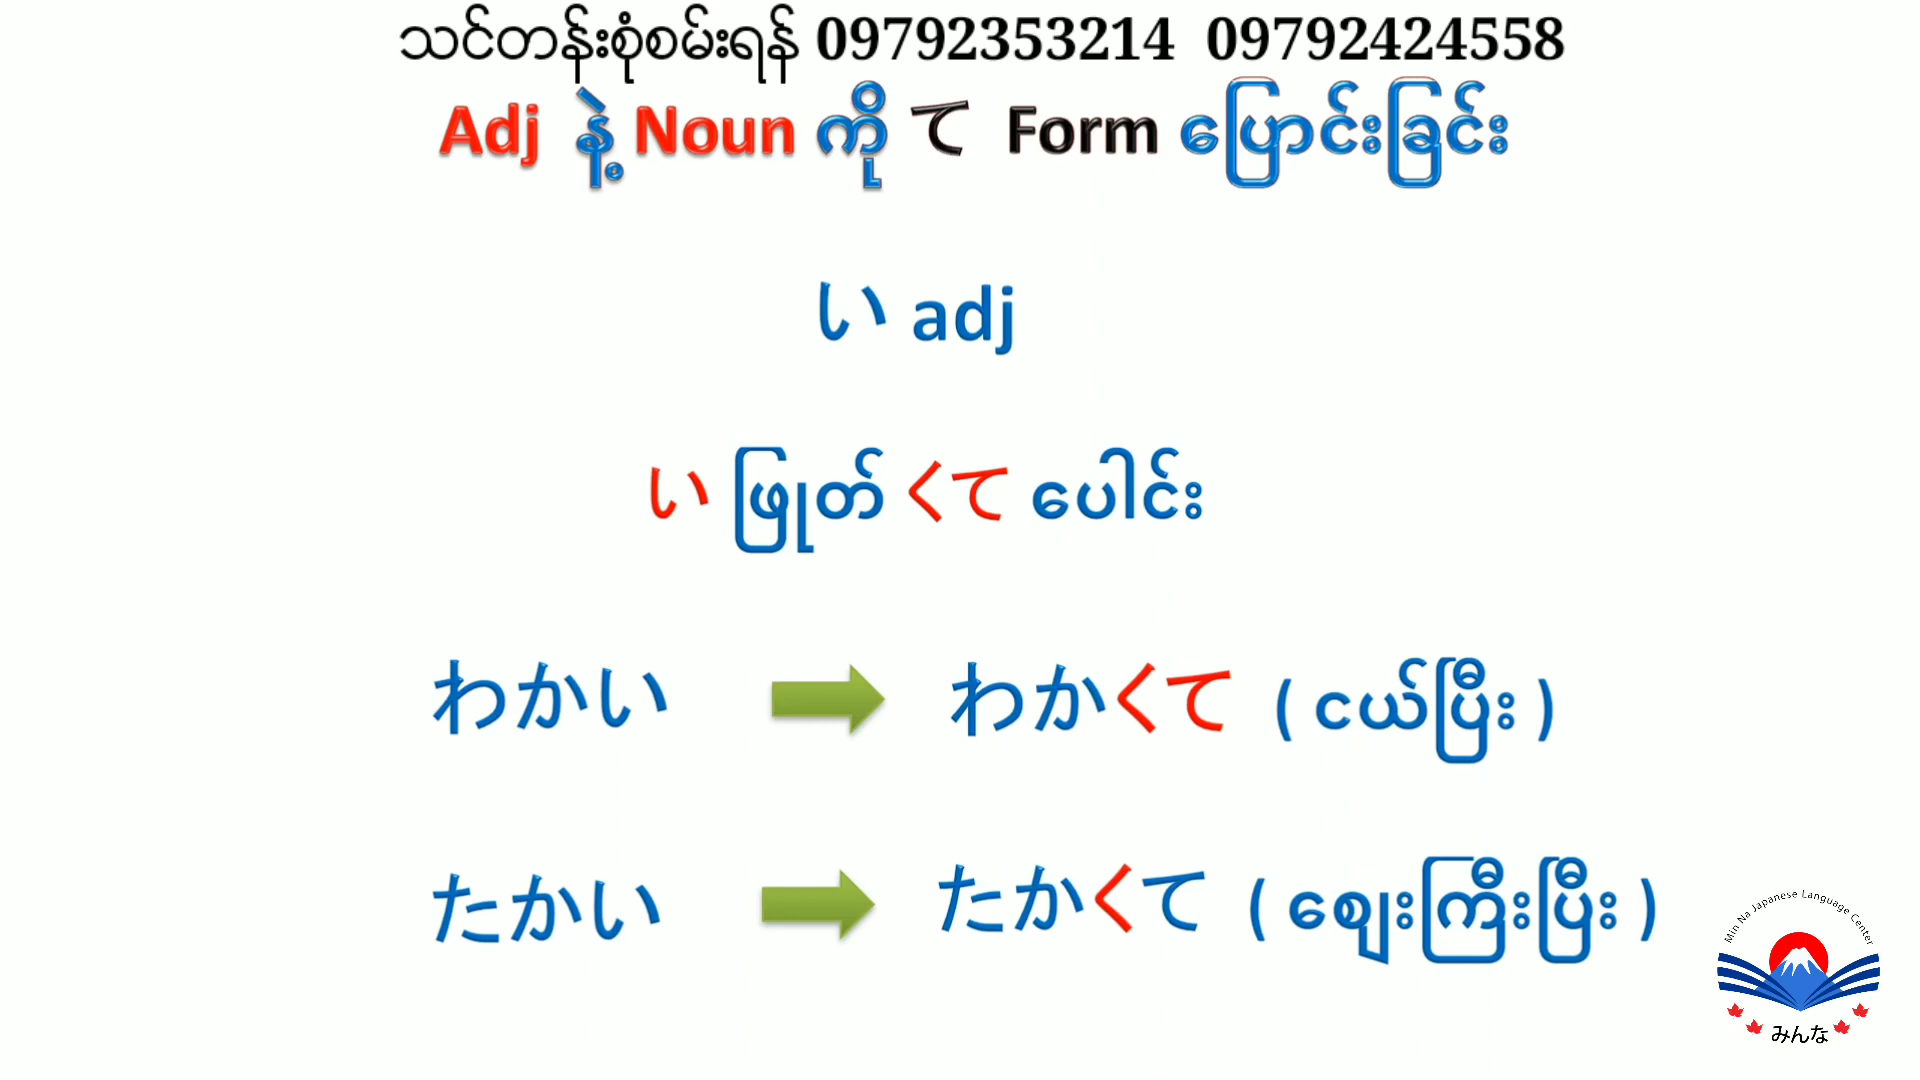 သင်တန်းစုံစမ်းရန် 09792353214 09792424558
Adj နဲ့ Noun ကို て Form ပြောင်းခြင်း
い adj
い ဖြုတ် くて ပေါင်း
わかい わかくて ( ငယ်ပြီး )
たかい たかくて ( ဈေးကြီးပြီး )
Min Na Japanese Language Center
みんな